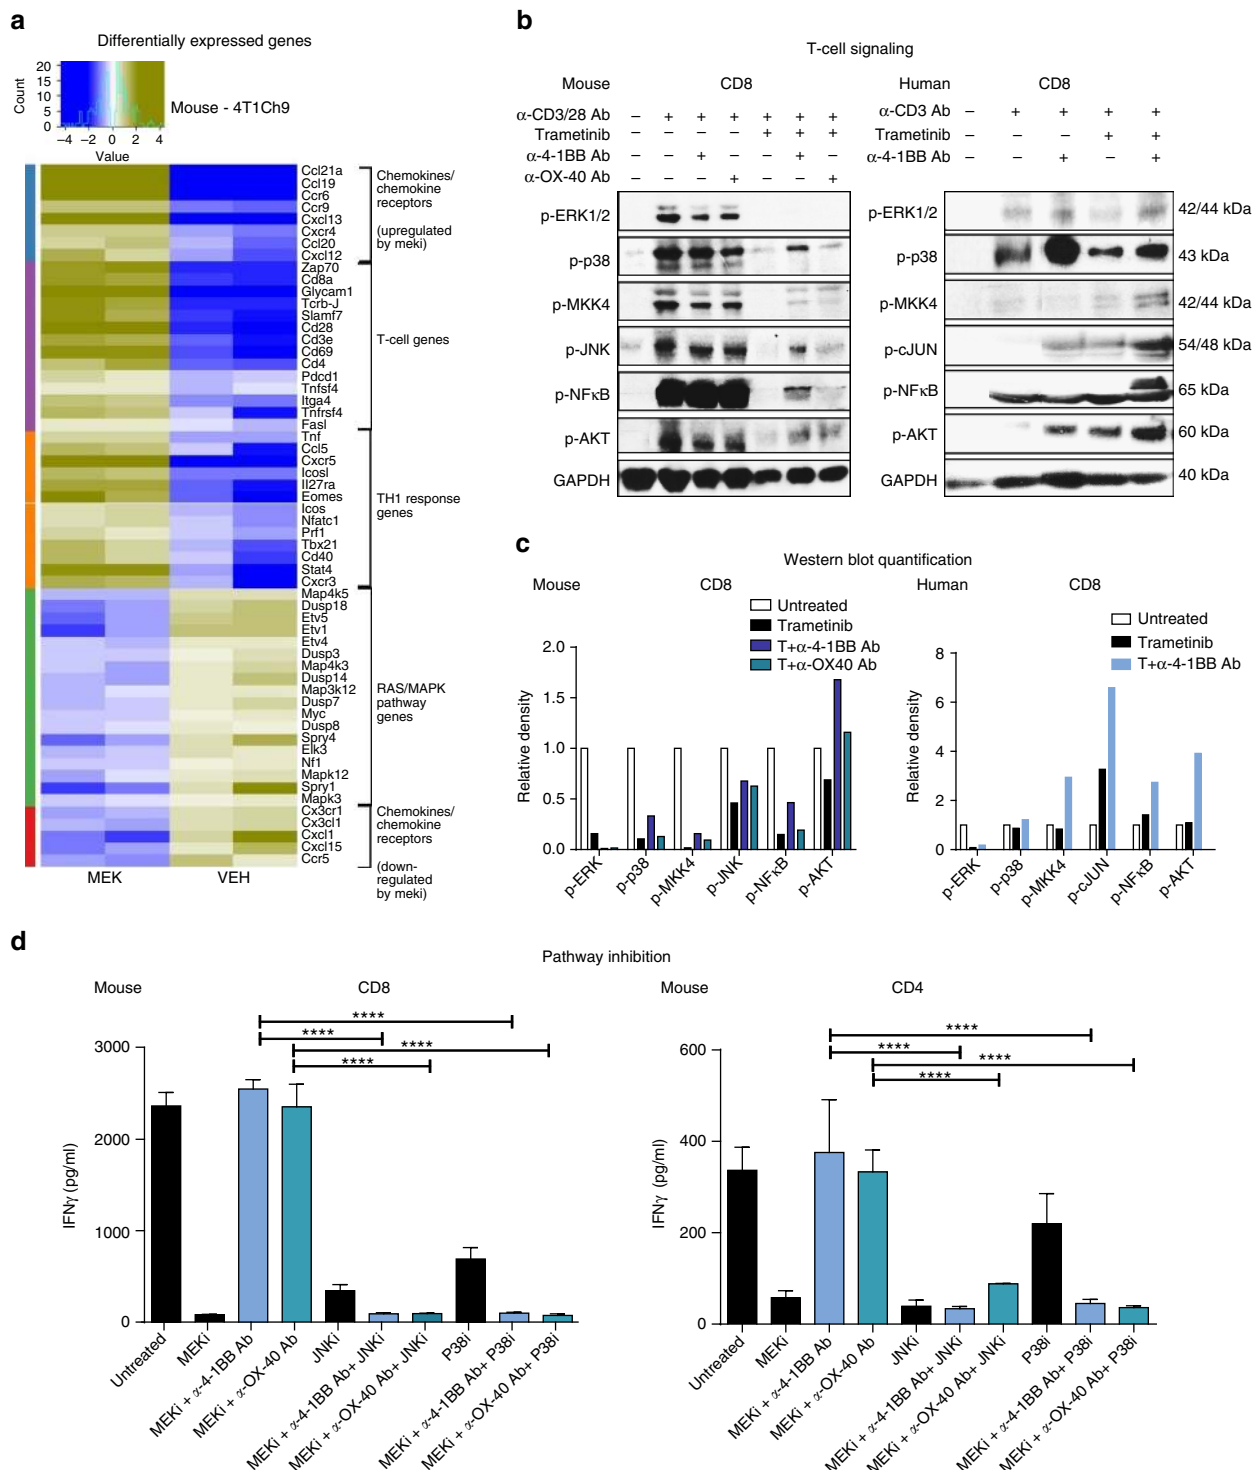 a
Differentially expressed genes
20
15
10
5
0
Count
−4 −2 0 2 4
Value
Mouse - 4T1Ch9
Ccl21a
Ccl19
Ccr6
Ccr9
Cxcl13
Cxcr4
Ccl20
Cxcl12
Zap70
Cd8a
Glycam1
Tcrb-J
Slamf7
Cd28
Cd3e
Cd69
Cd4
Pdcd1
Tnfsf4
Itga4
Tnfrsf4
Fasl
Tnf
Ccl5
Cxcr5
Icosl
Il27ra
Eomes
Icos
Nfatc1
Prf1
Tbx21
Cd40
Stat4
Cxcr3
Map4k5
Dusp18
Etv5
Etv1
Etv4
Dusp3
Map4k3
Dusp14
Map3k12
Dusp7
Myc
Dusp8
Spry4
Elk3
Nf1
Mapk12
Spry1
Mapk3
Cx3cr1
Cx3cl1
Cxcl1
Cxcl15
Ccr5
Chemokines/
chemokine
receptors
(upregulated
by meki)
T-cell genes
TH1 response
genes
RAS/MAPK
pathway
genes
Chemokines/
chemokine
receptors
(down-
regulated
by meki)
MEK VEH
b
T-cell signaling
Mouse CD8
α-CD3/28 Ab − + + + + + +
Trametinib − − − − + + +
α-4-1BB Ab − − + − − + −
α-OX-40 Ab − − − + − − +
p-ERK1/2
p-p38
p-MKK4
p-JNK
p-NFκB
p-AKT
GAPDH
Human CD8
α-CD3 Ab − + + + +
Trametinib − − − + +
α-4-1BB Ab − − + − +
p-ERK1/2 42/44 kDa
p-p38 43 kDa
p-MKK4 42/44 kDa
p-cJUN 54/48 kDa
p-NFκB 65 kDa
p-AKT 60 kDa
GAPDH 40 kDa
c
Western blot quantification
Mouse CD8
Untreated
Trametinib
T+α-4-1BB Ab
T+α-OX40 Ab
2.0
1.5
1.0
0.5
0.0
Relative density
p-ERK p-p38 p-MKK4 p-JNK p-NFκB p-AKT
Human CD8
Untreated
Trametinib
T+α-4-1BB Ab
8
6
4
2
0
Relative density
p-ERK p-p38 p-MKK4 p-cJUN p-NFκB p-AKT
d
Pathway inhibition
Mouse CD8
****
****
****
****
3000
2000
1000
0
IFNγ (pg/ml)
Untreated
MEKi
MEKi + α-4-1BB Ab
MEKi + α-OX-40 Ab
JNKi
MEKi + α-4-1BB Ab+ JNKi
MEKi + α-OX-40 Ab+ JNKi
P38i
MEKi + α-4-1BB Ab+ P38i
MEKi + α-OX-40 Ab+ P38i
Mouse CD4
****
****
****
****
600
400
200
0
IFNγ (pg/ml)
Untreated
MEKi
MEKi + α-4-1BB Ab
MEKi + α-OX-40 Ab
JNKi
MEKi + α-4-1BB Ab+ JNKi
MEKi + α-OX-40 Ab+ JNKi
P38i
MEKi + α-4-1BB Ab+ P38i
MEKi + α-OX-40 Ab+ P38i